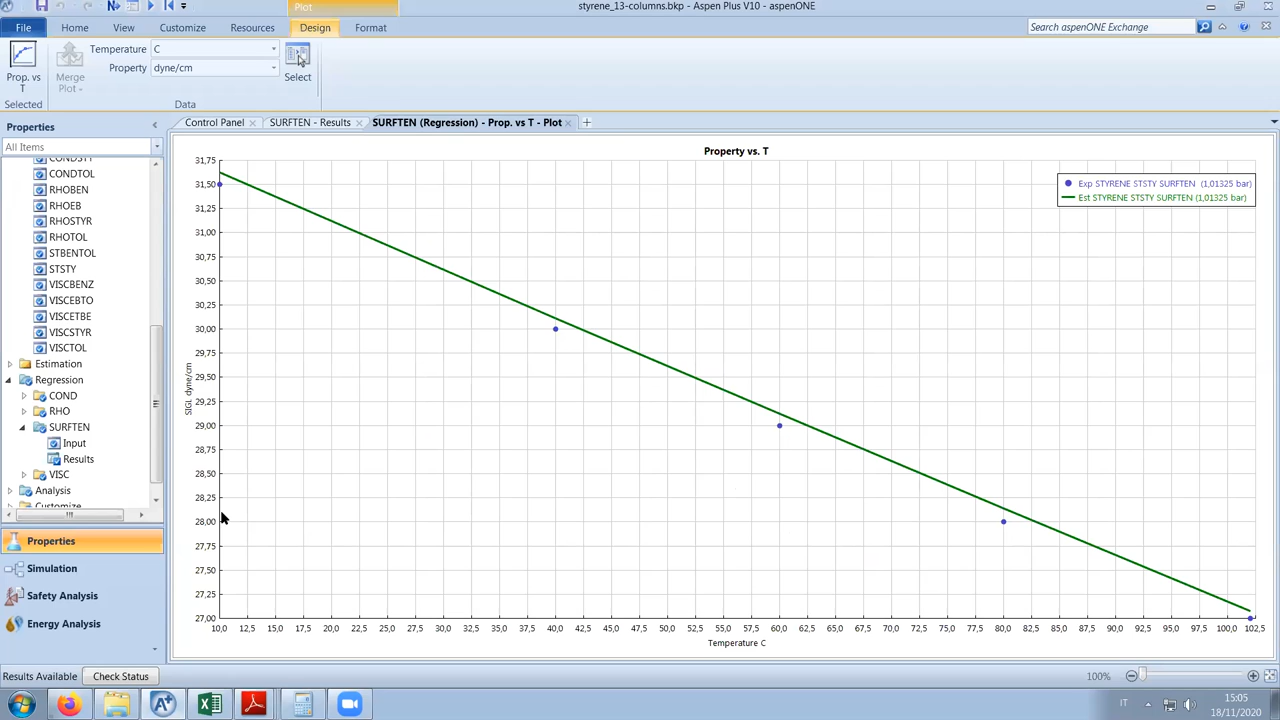 Plot
styrene_13-columns.bkp - Aspen Plus V10 - aspenONE
File Home View Customize Resources Design Format
Search aspenONE Exchange
Temperature C
Property dyne/cm
Prop. vs T
Merge Plot
Select
Selected
Data
Properties
All Items
Control Panel
SURFTEN - Results
SURFTEN (Regression) - Prop. vs T - Plot
CONDTOL
RHOBEN
RHOEB
RHOSTYR
RHOTOL
STBENTOL
STSTY
VISCBENZ
VISCEBTO
VISCETBE
VISCSTYR
VISCTOL
Estimation
Regression
COND
RHO
SURFTEN
Input
Results
VISC
Analysis
Customize
Properties
Simulation
Safety Analysis
Energy Analysis
Property vs. T
Exp STYRENE STSTY SURFTEN (1,01325 bar)
Est STYRENE STSTY SURFTEN (1,01325 bar)
31,75
31,50
31,25
31,00
30,75
30,50
30,25
30,00
29,75
29,50
29,25
29,00
28,75
28,50
28,25
28,00
27,75
27,50
27,25
27,00
SIGL dyne/cm
10,0 12,5 15,0 17,5 20,0 22,5 25,0 27,5 30,0 32,5 35,0 37,5 40,0 42,5 45,0 47,5 50,0 52,5 55,0 57,5 60,0 62,5 65,0 67,5 70,0 72,5 75,0 77,5 80,0 82,5 85,0 87,5 90,0 92,5 95,0 97,5 100,0 102,5
Temperature C
Results Available
Check Status
100%
IT
15:05
18/11/2020